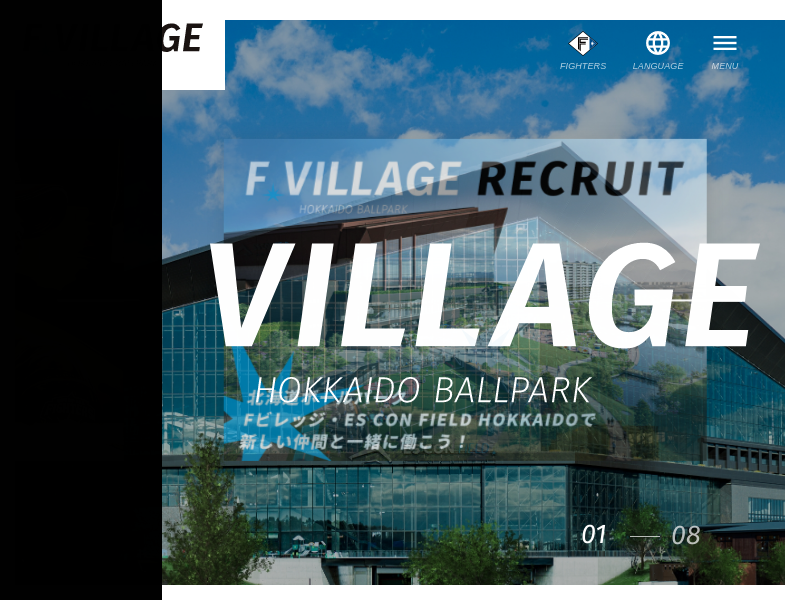 GE
FIGHTERS
LANGUAGE
MENU
F VILLAGE RECRUIT
HOKKAIDO BALLPARK
VILLAGE
HOKKAIDO BALLPARK
Fビレッジ・ES CON FIELD HOKKAIDOで
新しい仲間と一緒に働こう！
01 — 08